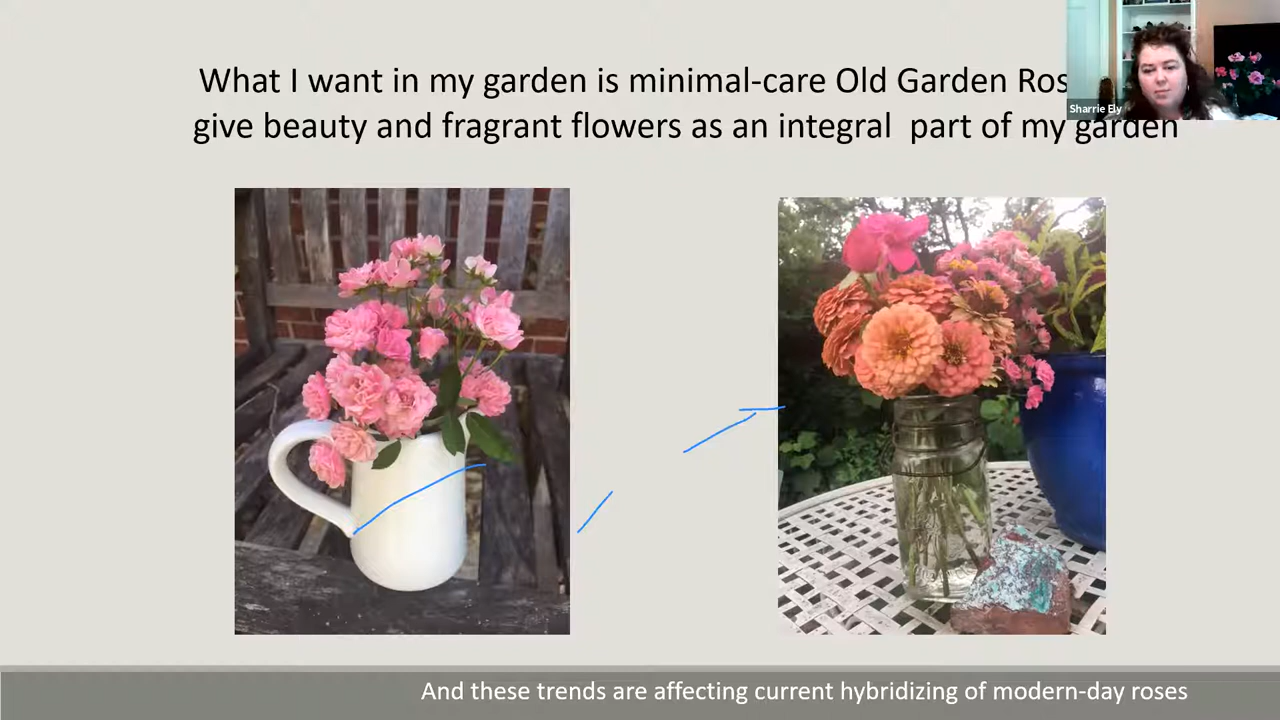 What I want in my garden is minimal-care Old Garden
give beauty and fragrant flowers as an integral part of my garden
Sharrie Ely
And these trends are affecting current hybridizing of modern-day roses